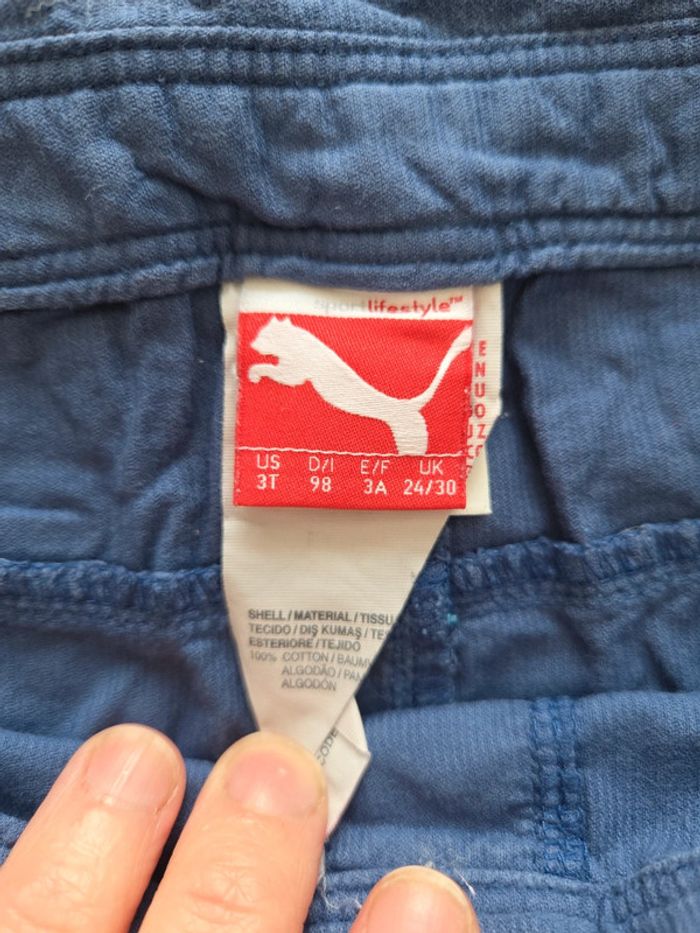 sportlifestyle™
US D/I E/F UK
3T 98 3A 24/30
SHELL / MATERIAL / TISSU
TECIDO / DIŞ KUMAŞ / TE
ESTERIORE / TEJIDO
100% COTTON / BAUMW
ALGODÃO / PA
ALGODÓN